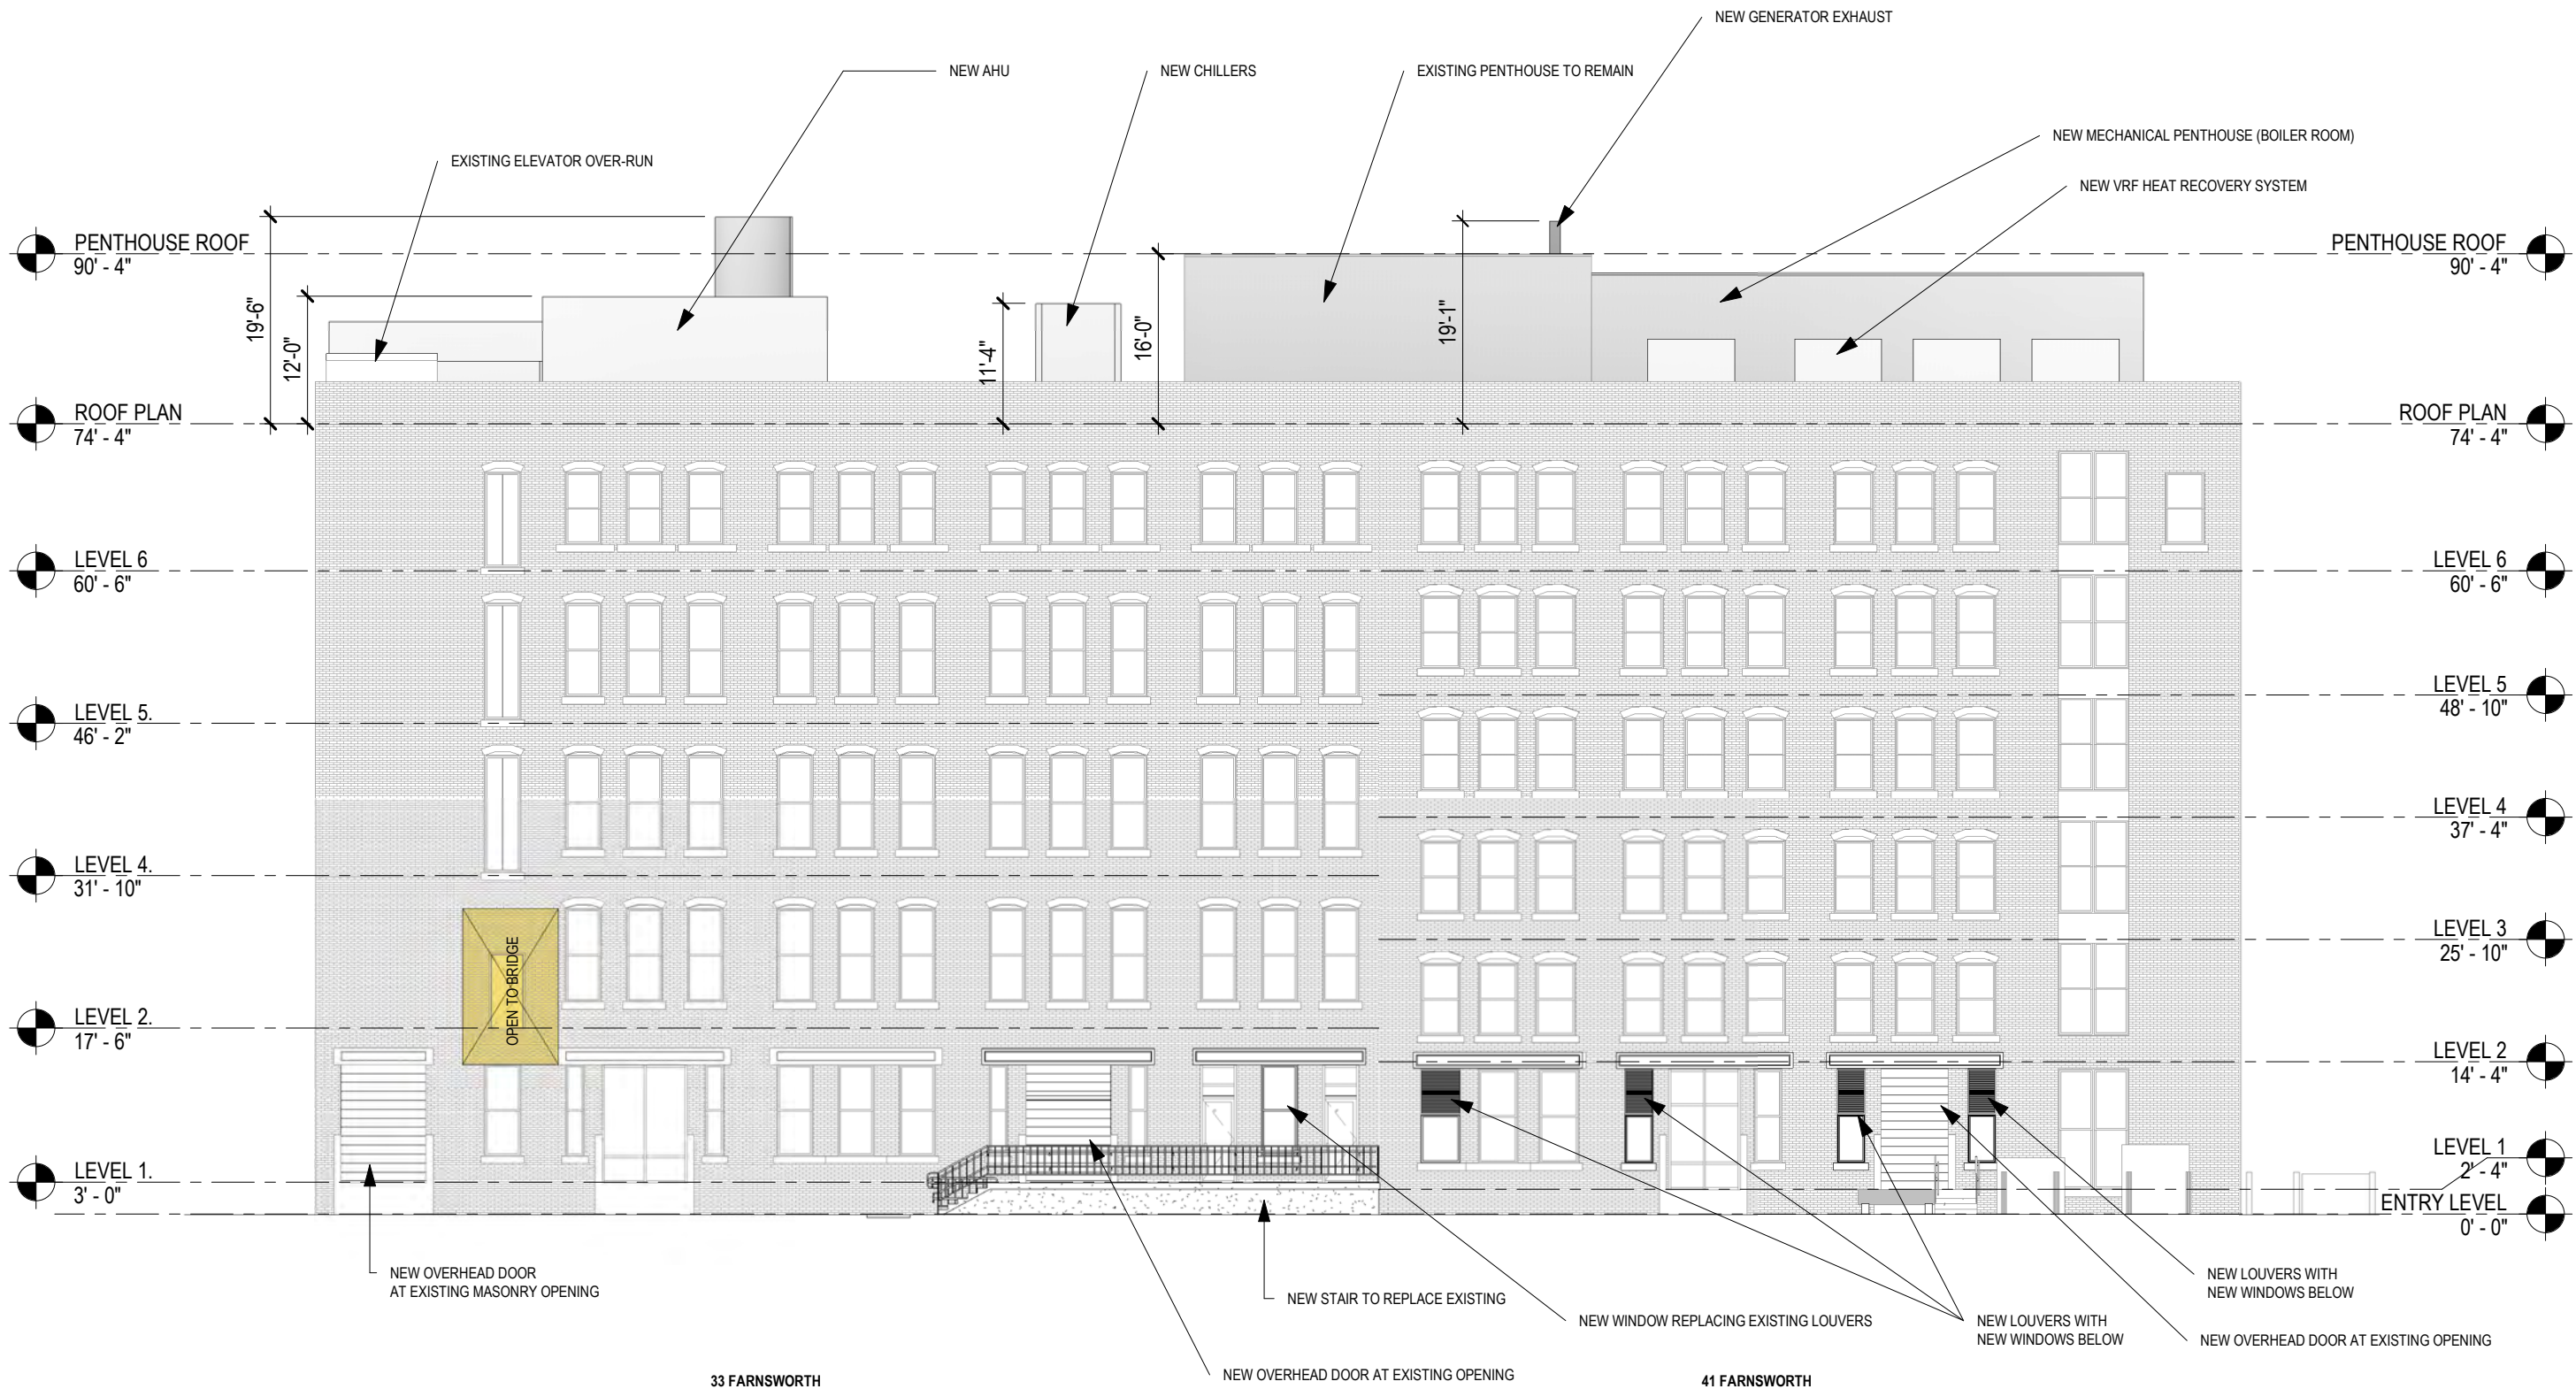 NEW GENERATOR EXHAUST
NEW AHU
NEW CHILLERS
EXISTING PENTHOUSE TO REMAIN
NEW MECHANICAL PENTHOUSE (BOILER ROOM)
EXISTING ELEVATOR OVER-RUN
NEW VRF HEAT RECOVERY SYSTEM
PENTHOUSE ROOF
90' - 4"
PENTHOUSE ROOF
90' - 4"
19'-6"
12'-0"
11'-4"
16'-0"
19'-1"
ROOF PLAN
74' - 4"
ROOF PLAN
74' - 4"
LEVEL 6
60' - 6"
LEVEL 6
60' - 6"
LEVEL 5.
46' - 2"
LEVEL 5
48' - 10"
LEVEL 4.
31' - 10"
LEVEL 4
37' - 4"
OPEN TO BRIDGE
LEVEL 3
25' - 10"
LEVEL 2.
17' - 6"
LEVEL 2
14' - 4"
LEVEL 1.
3' - 0"
LEVEL 1
2' - 4"
ENTRY LEVEL
0' - 0"
NEW OVERHEAD DOOR
AT EXISTING MASONRY OPENING
NEW STAIR TO REPLACE EXISTING
NEW WINDOW REPLACING EXISTING LOUVERS
NEW LOUVERS WITH
NEW WINDOWS BELOW
NEW LOUVERS WITH
NEW WINDOWS BELOW
NEW OVERHEAD DOOR AT EXISTING OPENING
NEW OVERHEAD DOOR AT EXISTING OPENING
33 FARNSWORTH
41 FARNSWORTH